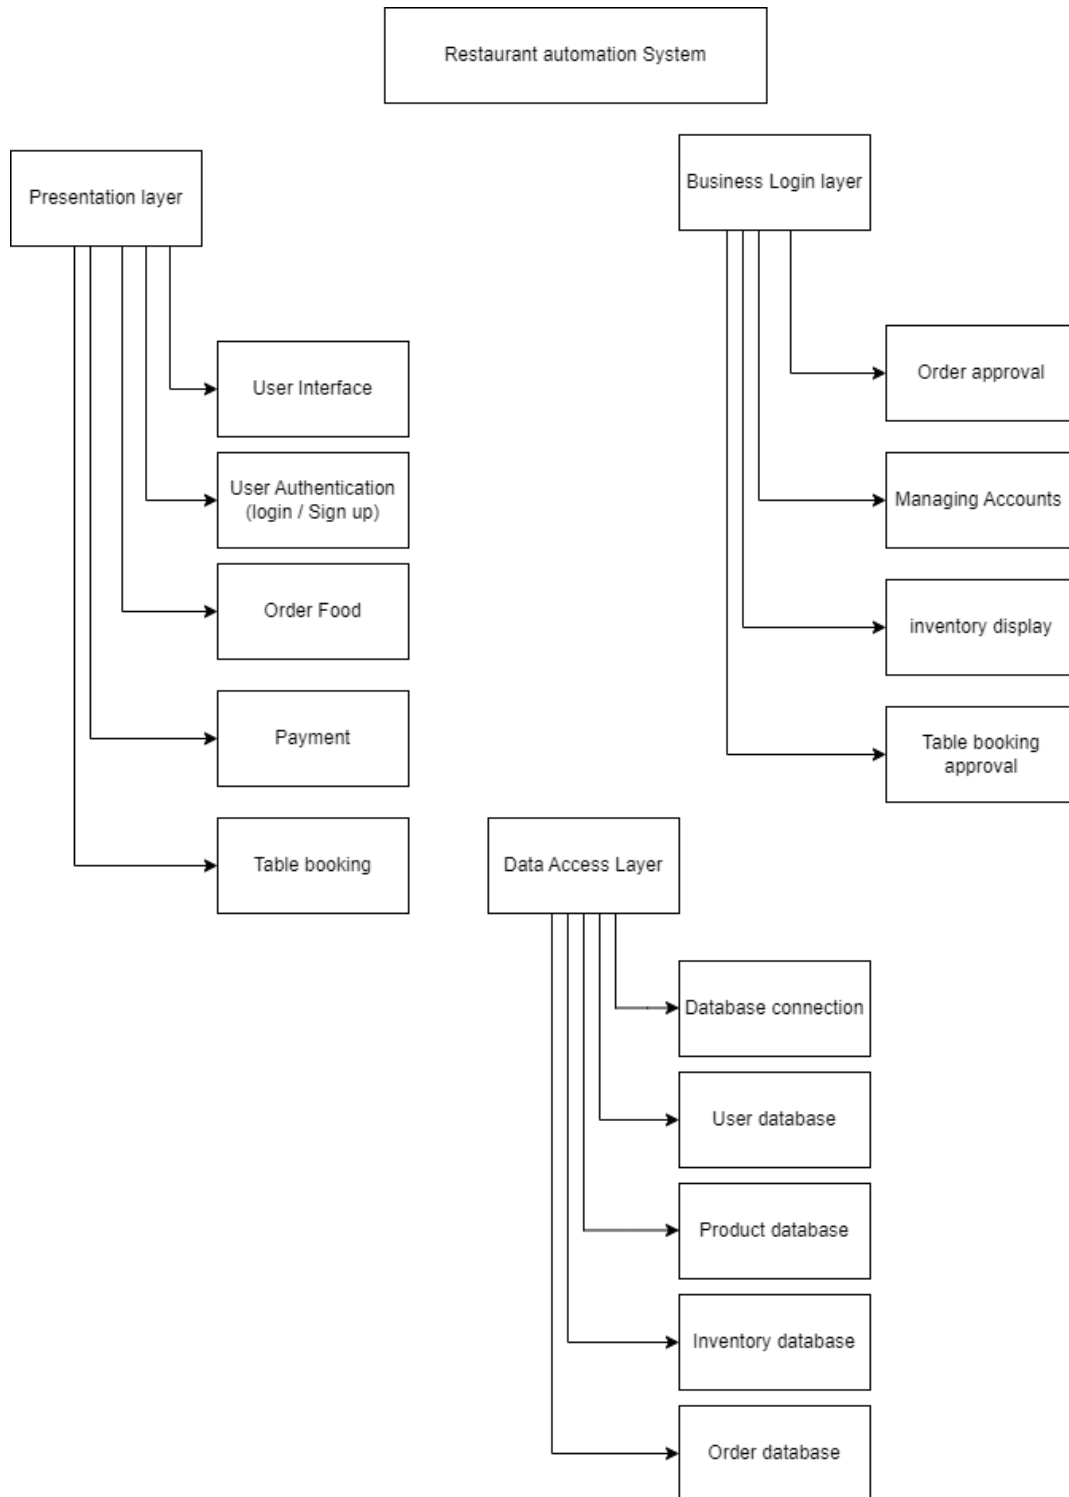 Restaurant automation System
Presentation layer
User Interface
User Authentication
(login / Sign up)
Order Food
Payment
Table booking
Business Login layer
Order approval
Managing Accounts
inventory display
Table booking
approval
Data Access Layer
Database connection
User database
Product database
Inventory database
Order database